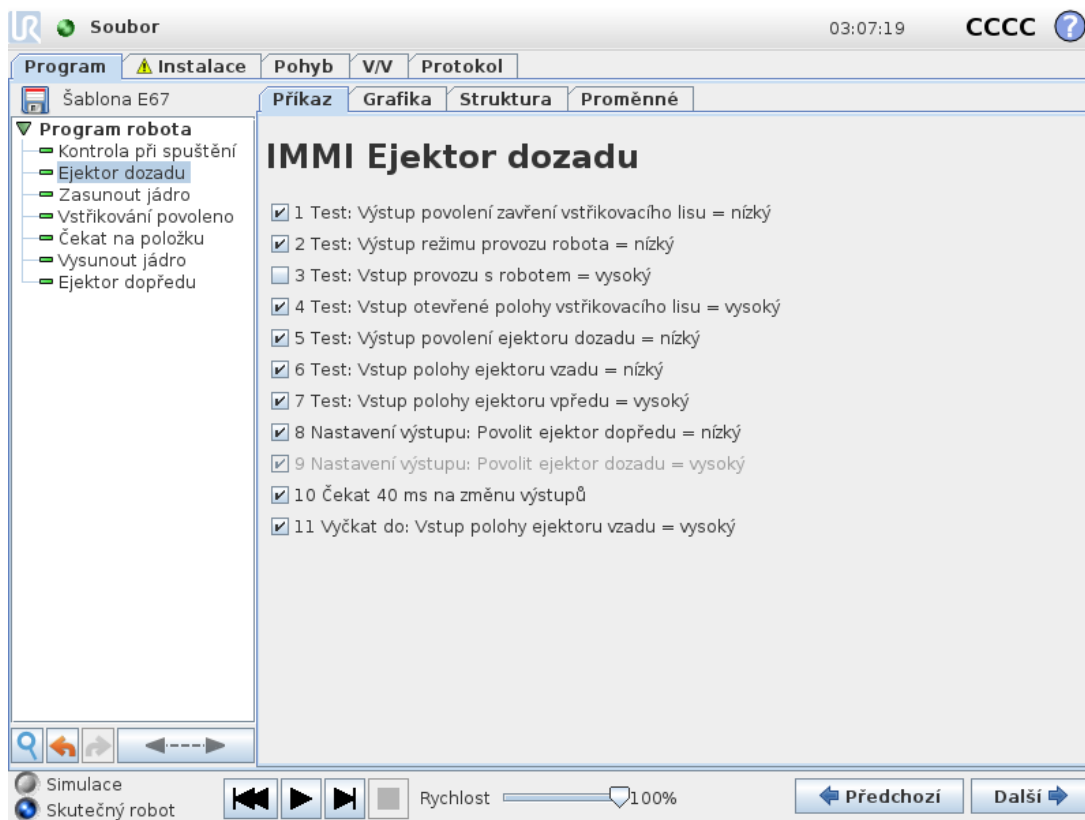 UR Soubor 03:07:19 CCCC ?
Program Instalace Pohyb V/V Protokol
Šablona E67 Příkaz Grafika Struktura Proměnné
Program robota
Kontrola při spuštění
Ejektor dozadu
Zasunout jádro
Vstřikování povoleno
Čekat na položku
Vysunout jádro
Ejektor dopředu
IMMI Ejektor dozadu
1 Test: Výstup povolení zavření vstřikovacího lisu = nízký
2 Test: Výstup režimu provozu robota = nízký
3 Test: Vstup provozu s robotem = vysoký
4 Test: Vstup otevřené polohy vstřikovacího lisu = vysoký
5 Test: Výstup povolení ejektoru dozadu = nízký
6 Test: Vstup polohy ejektoru vzadu = nízký
7 Test: Vstup polohy ejektoru vpředu = vysoký
8 Nastavení výstupu: Povolit ejektor dopředu = nízký
9 Nastavení výstupu: Povolit ejektor dozadu = vysoký
10 Čekat 40 ms na změnu výstupů
11 Vyčkat do: Vstup polohy ejektoru vzadu = vysoký
Simulace
Skutečný robot
Rychlost 100%
Předchozí Další